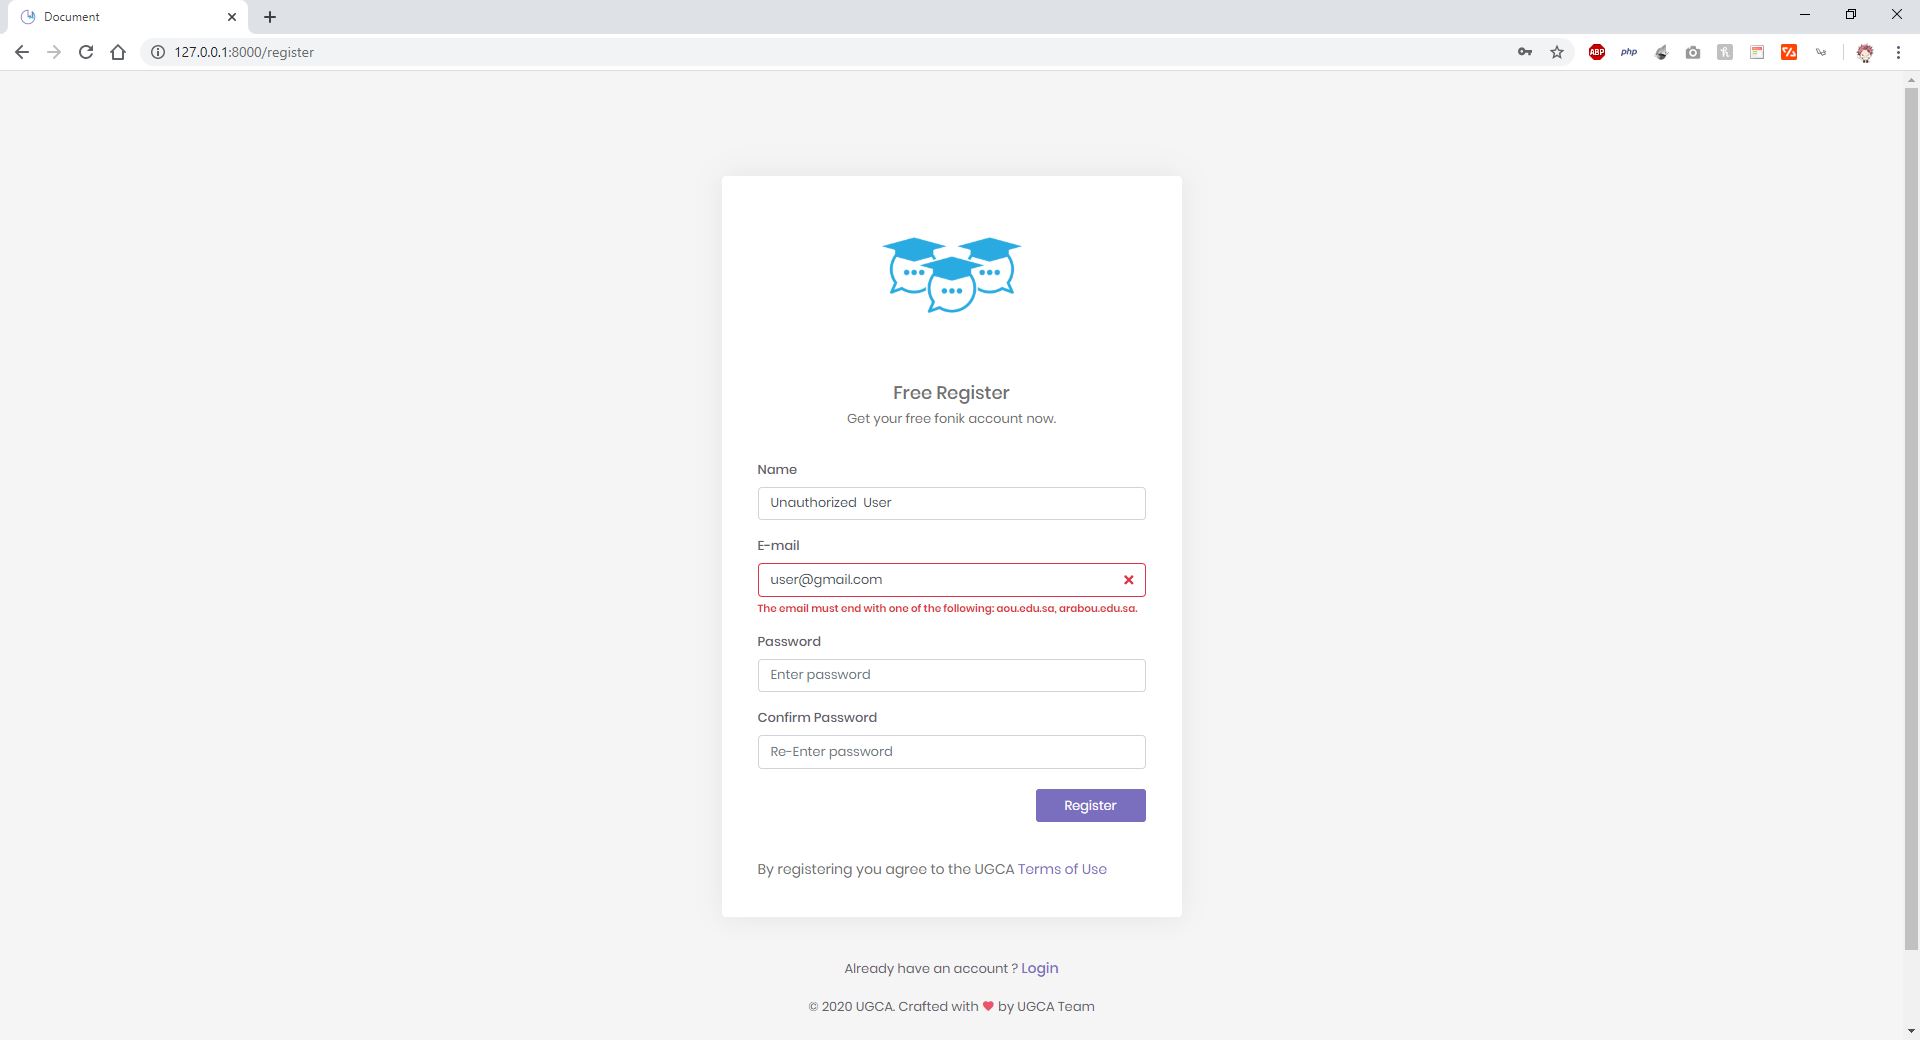 Document
127.0.0.1:8000/register
ABP
php
Free Register
Get your free fonik account now.
Name
Unauthorized  User
E-mail
user@gmail.com
The email must end with one of the following: aou.edu.sa, arabou.edu.sa.
Password
Enter password
Confirm Password
Re-Enter password
Register
By registering you agree to the UGCA Terms of Use
Already have an account ? Login
© 2020 UGCA. Crafted with ❤ by UGCA Team